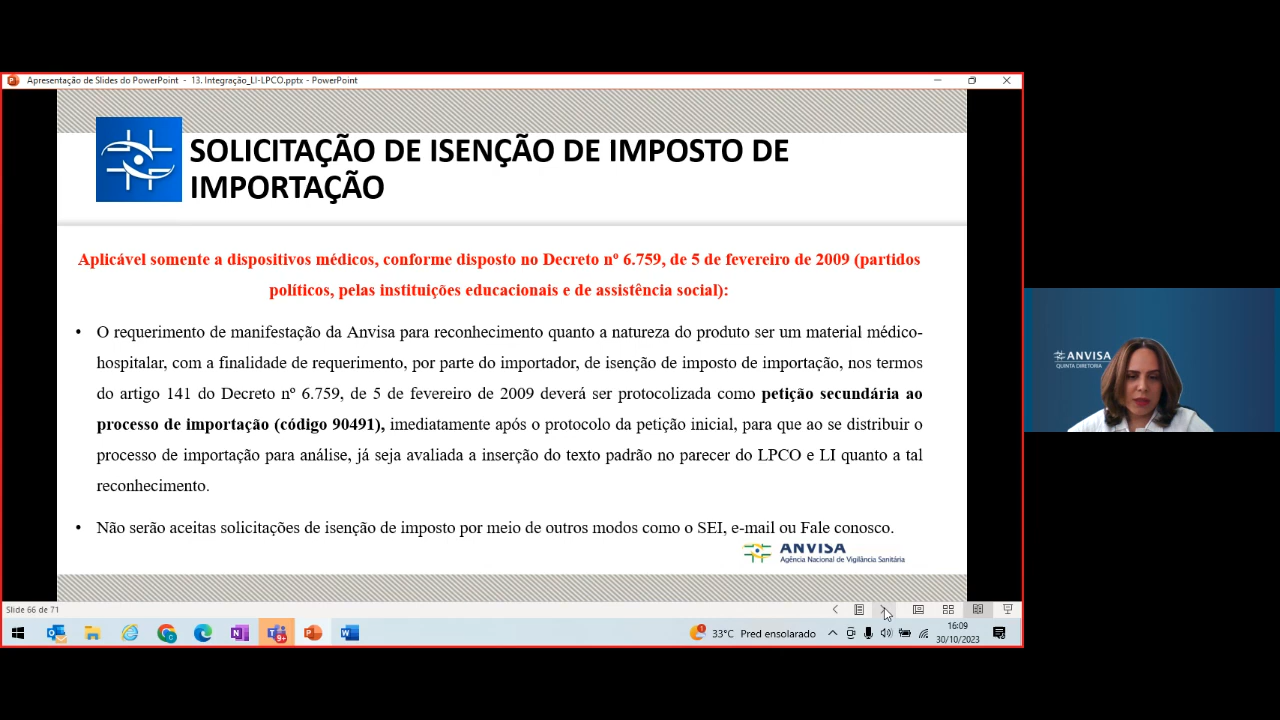 Apresentação de Slides do PowerPoint - 13. Integração_LI-LPCO.pptx - PowerPoint
SOLICITAÇÃO DE ISENÇÃO DE IMPOSTO DE
IMPORTAÇÃO
Aplicável somente a dispositivos médicos, conforme disposto no Decreto nº 6.759, de 5 de fevereiro de 2009 (partidos
políticos, pelas instituições educacionais e de assistência social):
• O requerimento de manifestação da Anvisa para reconhecimento quanto a natureza do produto ser um material médico-
hospitalar, com a finalidade de requerimento, por parte do importador, de isenção de imposto de importação, nos termos
do artigo 141 do Decreto nº 6.759, de 5 de fevereiro de 2009 deverá ser protocolizada como petição secundária ao
processo de importação (código 90491), imediatamente após o protocolo da petição inicial, para que ao se distribuir o
processo de importação para análise, já seja avaliada a inserção do texto padrão no parecer do LPCO e LI quanto a tal
reconhecimento.
• Não serão aceitas solicitações de isenção de imposto por meio de outros modos como o SEI, e-mail ou Fale conosco.
ANVISA
Agência Nacional de Vigilância Sanitária
ANVISA
QUINTA DIRETORIA
Slide 66 de 71
9+
1
33°C Pred ensolarado
16:09
30/10/2023